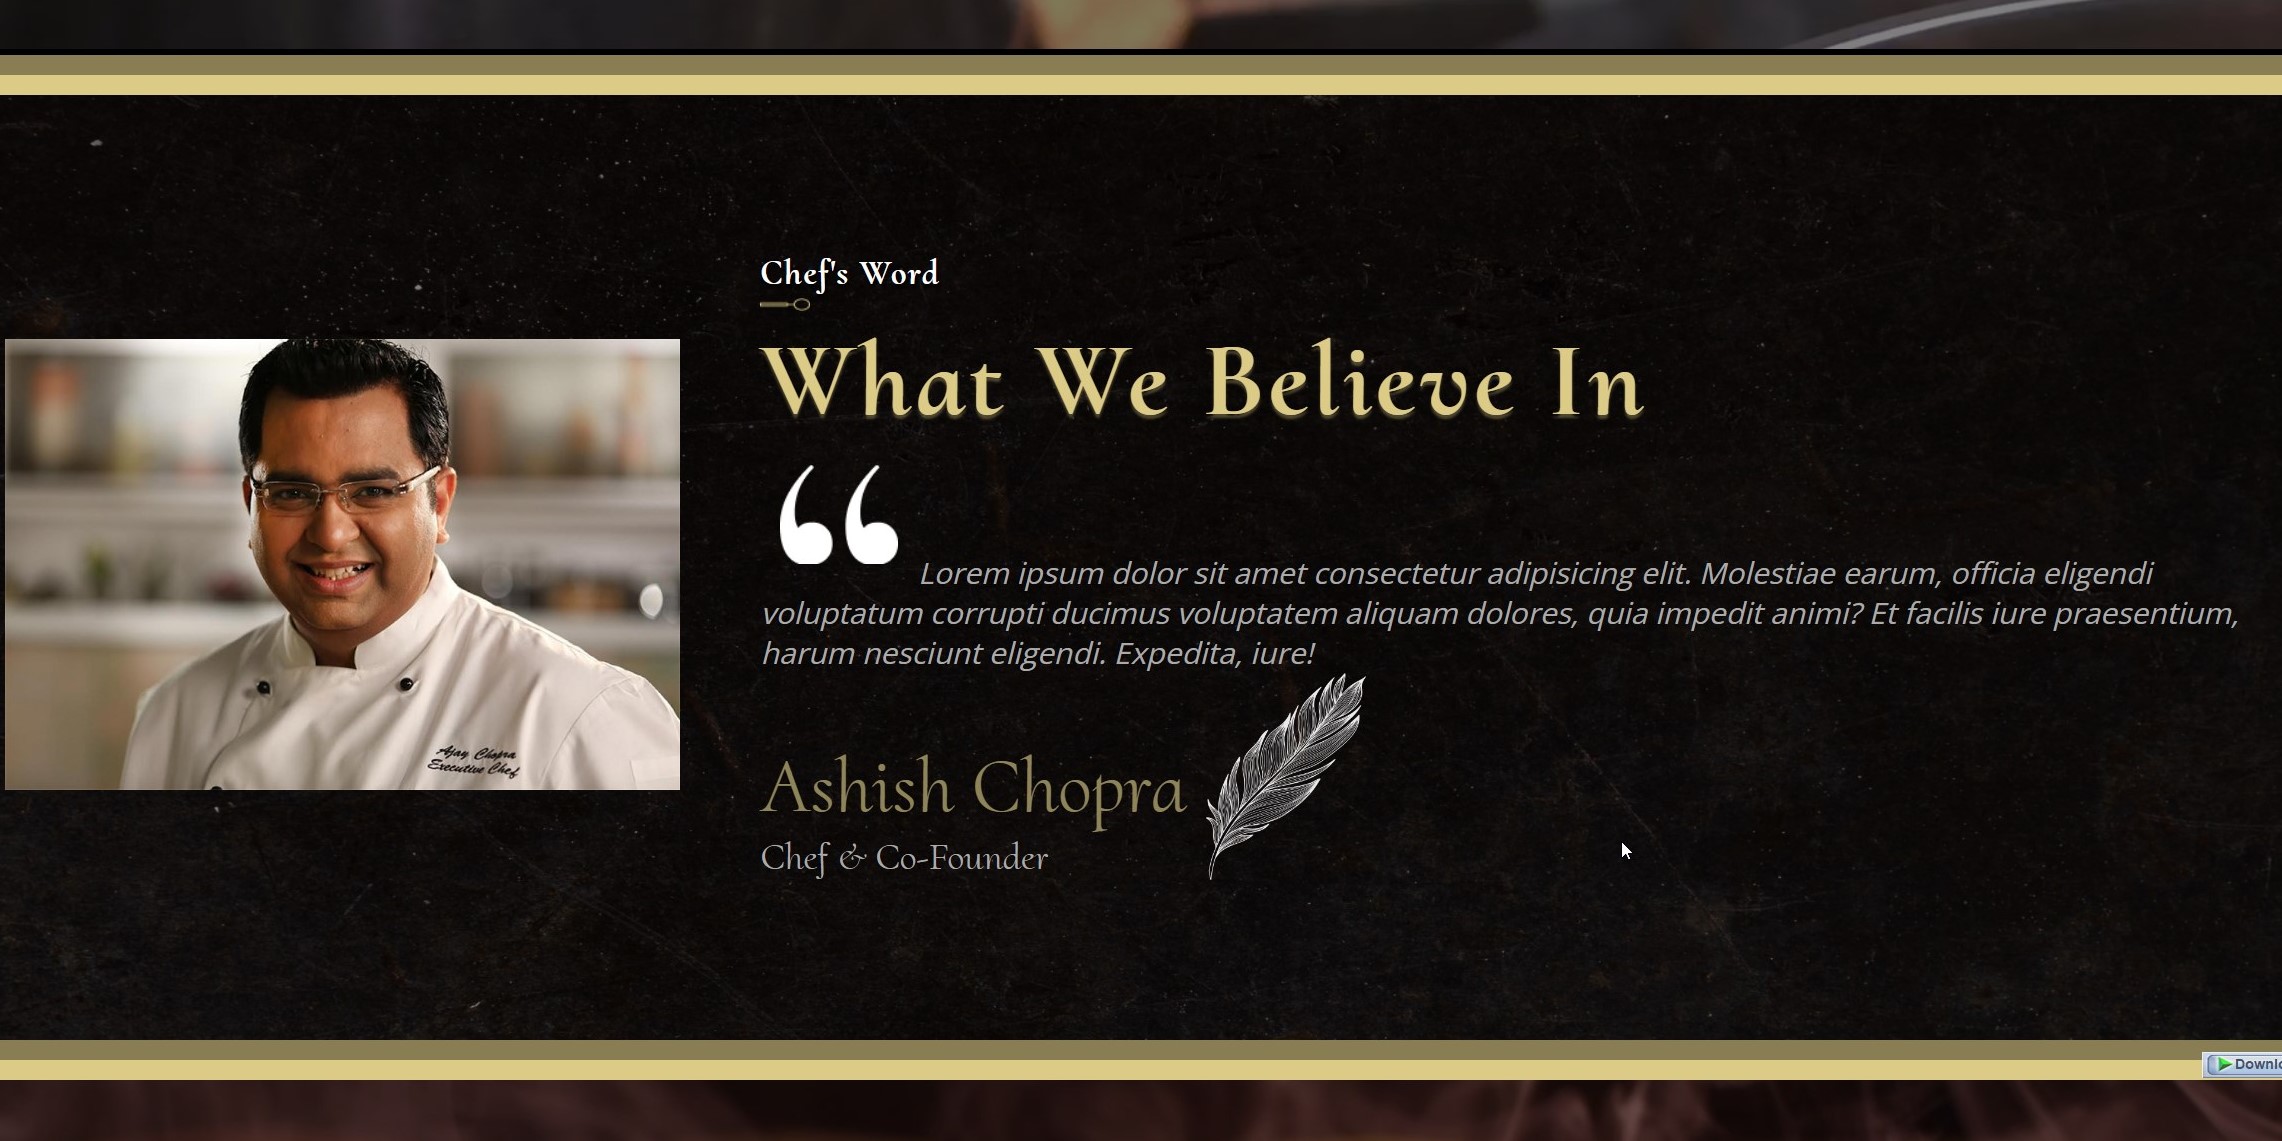 Chef's Word
What We Believe In
“ Lorem ipsum dolor sit amet consectetur adipisicing elit. Molestiae earum, officia eligendi
voluptatum corrupti ducimus voluptatem aliquam dolores, quia impedit animi? Et facilis iure praesentium,
harum nesciunt eligendi. Expedita, iure!
Ajay Chopra
Executive Chef
Ashish Chopra
Chef & Co-Founder